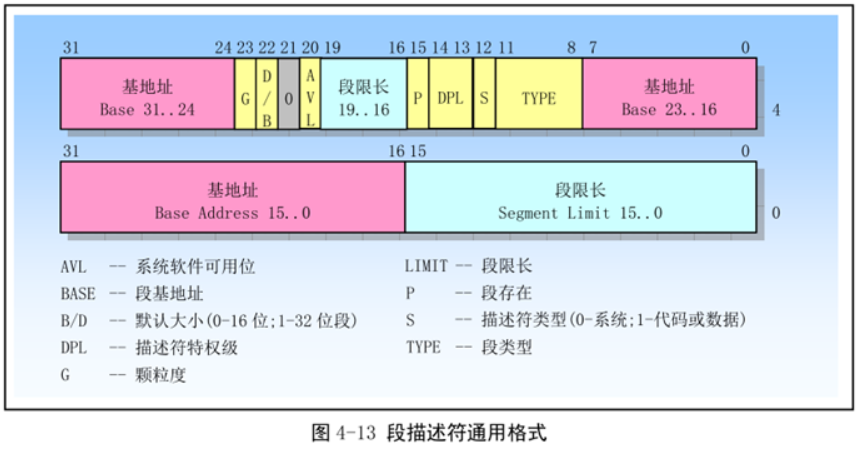 31 24 23 22 21 20 19 16 15 14 13 12 11 8 7 0
基地址 Base 31..24 G D/B 0 AVL 段限长 19..16 P DPL S TYPE 基地址 Base 23..16 4
31 16 15 0
基地址 段限长
Base Address 15..0 Segment Limit 15..0 0
AVL -- 系统软件可用位 LIMIT -- 段限长
BASE -- 段基地址 P -- 段存在
B/D -- 默认大小(0-16 位;1-32 位段) S -- 描述符类型(0-系统;1-代码或数据)
DPL -- 描述符特权级 TYPE -- 段类型
G -- 颗粒度
图 4-13 段描述符通用格式